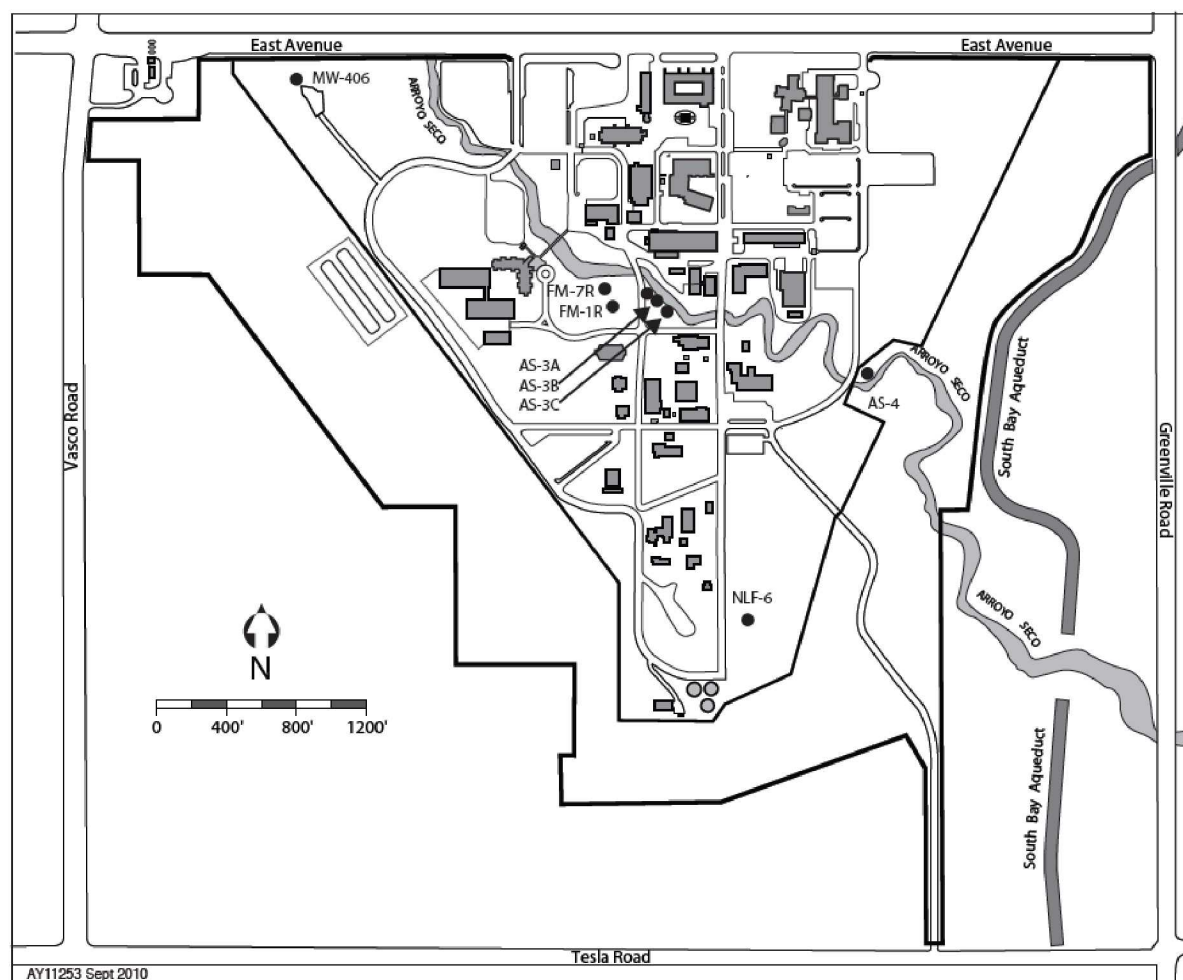 East Avenue
East Avenue
MW-406
ARROYO SECO
FM-7R
FM-1R
AS-3A
AS-3B
AS-3C
ARROYO SECO
AS-4
Vasco Road
South Bay Aqueduct
Greenville Road
NLF-6
ARROYO SECO
N
0 400' 800' 1200'
South Bay Aqueduct
Tesla Road
AY11253 Sept 2010